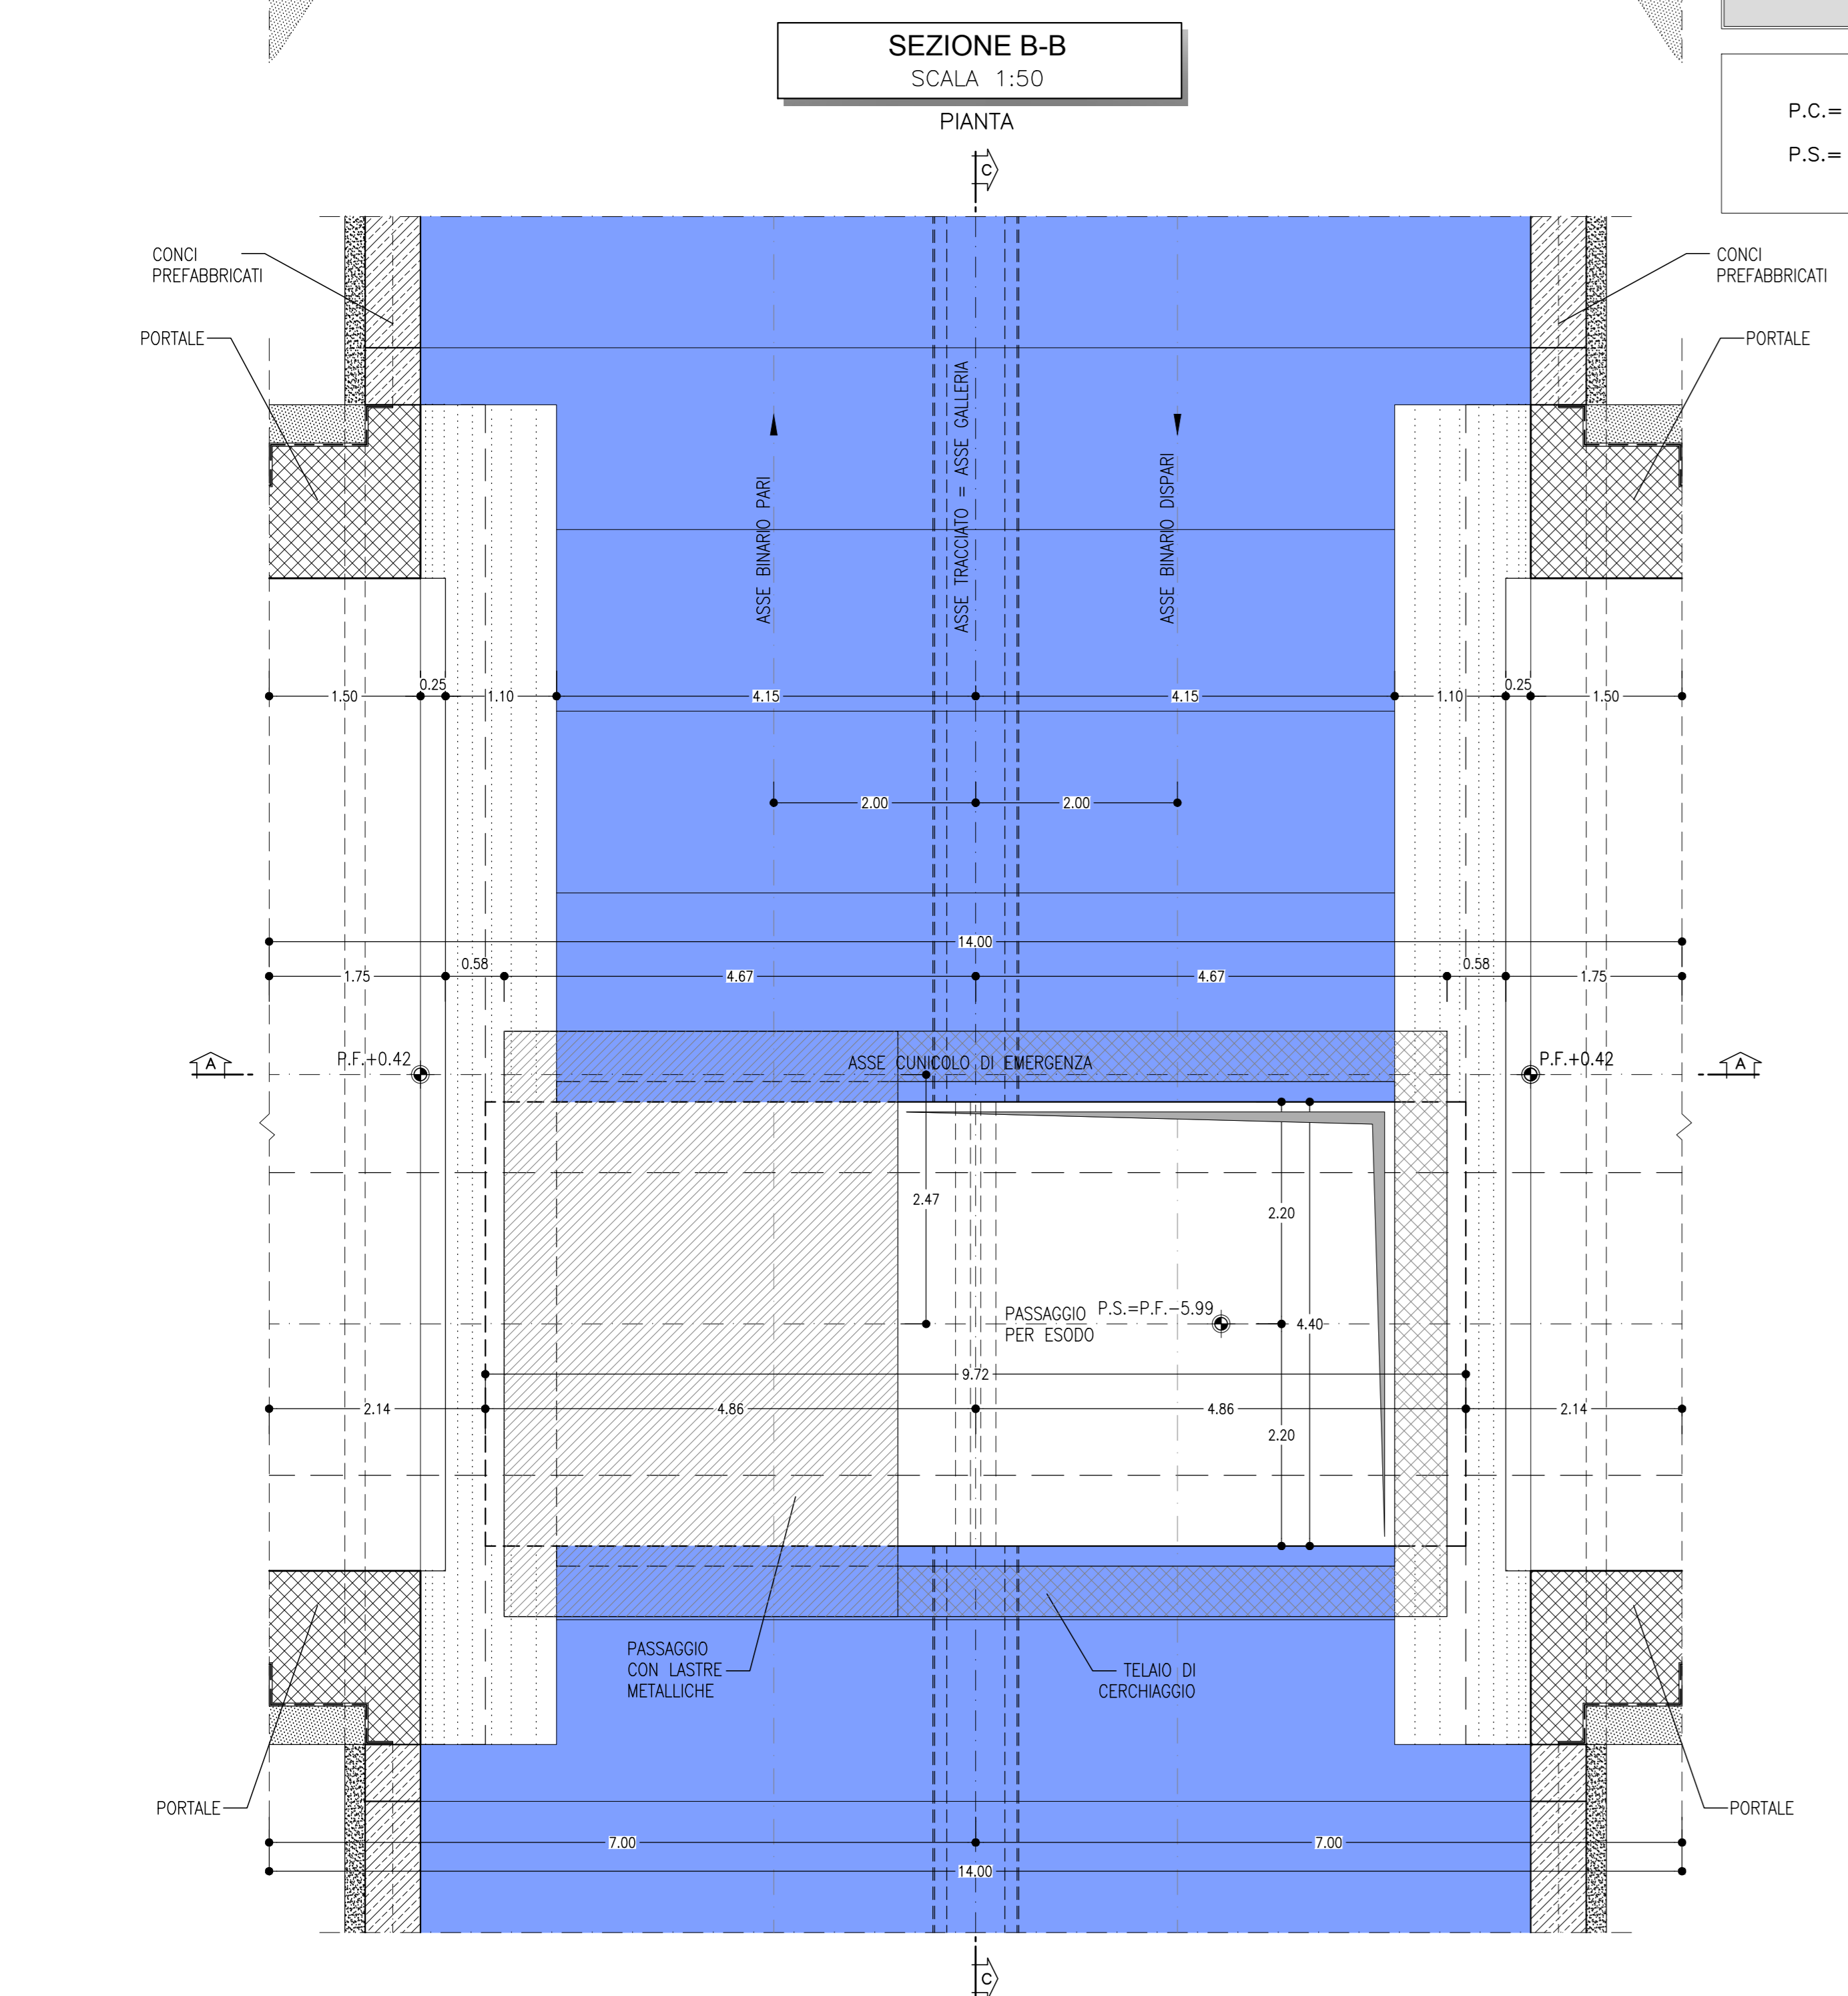 SEZIONE B-B
SCALA 1:50
PIANTA
P.C.=
P.S.=
C
CONCI
PREFABBRICATI
CONCI
PREFABBRICATI
PORTALE
PORTALE
ASSE BINARIO PARI
ASSE TRACCIATO = ASSE GALLERIA
ASSE BINARIO DISPARI
1.50
0.25
1.10
4.15
4.15
1.10
0.25
1.50
2.00
2.00
14.00
1.75
0.58
4.67
4.67
0.58
1.75
A
P.F.+0.42
ASSE CUNICOLO DI EMERGENZA
P.F.+0.42
A
2.47
2.20
PASSAGGIO
PER ESODO
P.S.=P.F.-5.99
4.40
9.72
2.14
4.86
4.86
2.14
2.20
PASSAGGIO
CON LASTRE
METALLICHE
TELAIO DI
CERCHIAGGIO
PORTALE
PORTALE
7.00
7.00
14.00
C